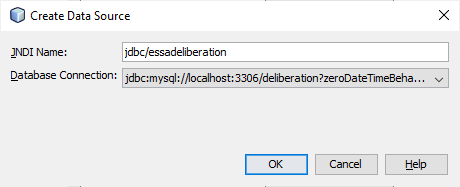 Create Data Source
JNDI Name: jdbc/essadeliberation
Database Connection: jdbc:mysql://localhost:3306/deliberation?zeroDateTimeBeha...
OK Cancel Help